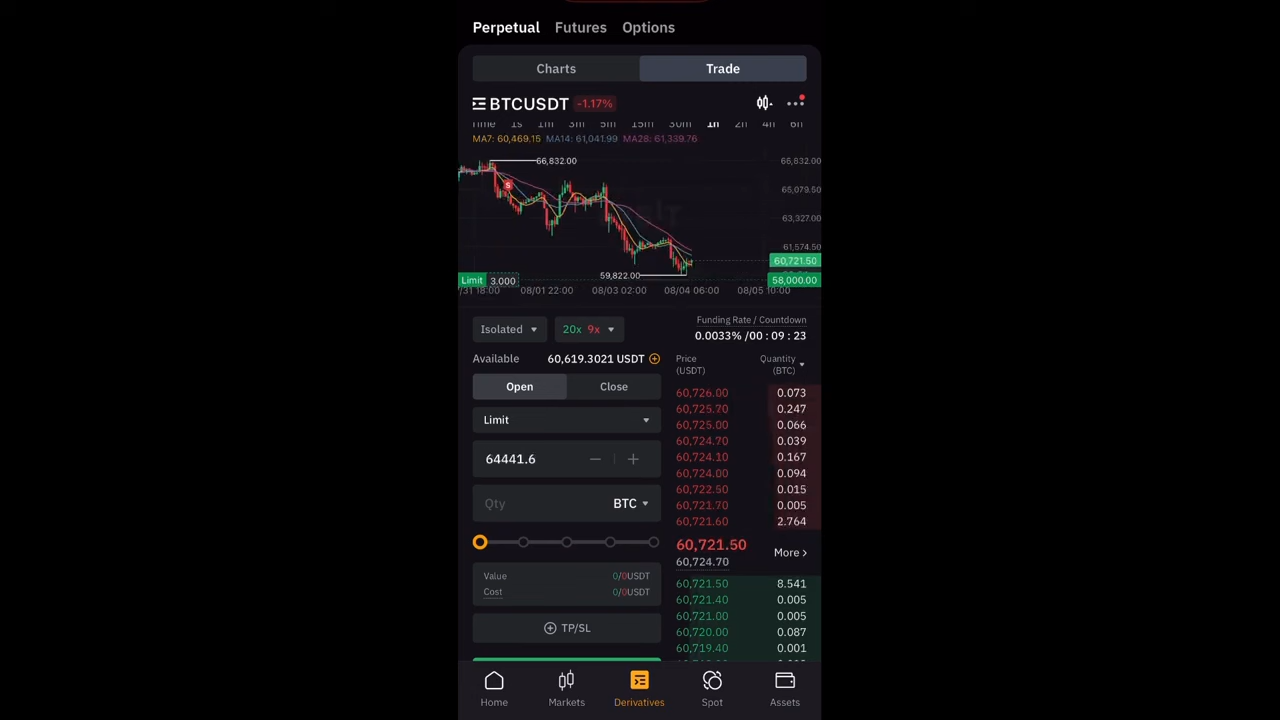 Perpetual Futures Options
Charts Trade
BTCUSDT -1.17%
Time 1s 1m 3m 5m 15m 30m 1h 2h 4h 6h
MA7: 60,469.15 MA14: 61,041.99 MA28: 61,339.76
66,832.00 66,832.00
S
65,079.50
63,327.00
61,574.50
60,721.50
59,822.00
Limit 3.000 58,000.00
/31 18:00 08/01 22:00 08/03 02:00 08/04 06:00 08/05 10:00
Isolated 20x 9x
Funding Rate / Countdown
0.0033% /00 : 09 : 23
Available 60,619.3021 USDT
Open Close
Limit
64441.6
Qty BTC
Value 0/0USDT
Cost 0/0USDT
TP/SL
Price Quantity
(USDT) (BTC)
60,726.00 0.073
60,725.70 0.247
60,725.00 0.066
60,724.70 0.039
60,724.10 0.167
60,724.00 0.094
60,722.50 0.015
60,721.70 0.005
60,721.60 2.764
60,721.50
60,724.70
More >
60,721.50 8.541
60,721.40 0.005
60,721.00 0.005
60,720.00 0.087
60,719.40 0.001
Home Markets Derivatives Spot Assets